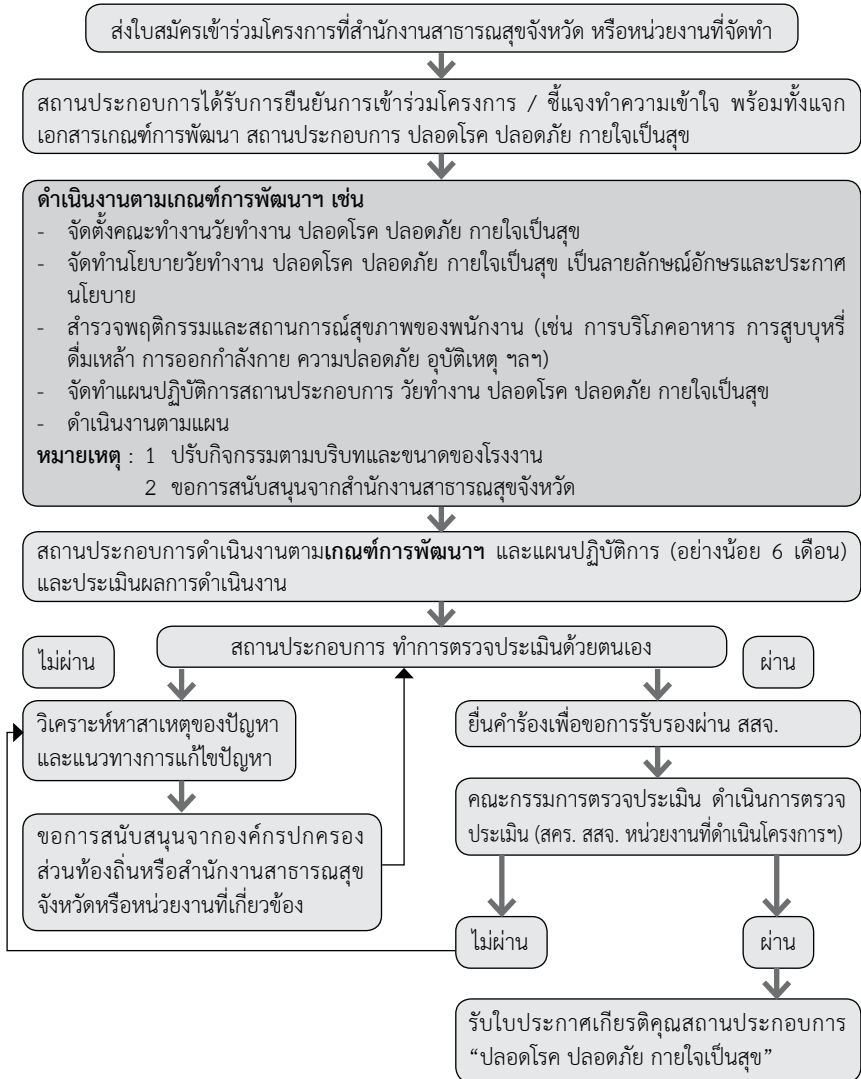 ส่งใบสมัครเข้าร่วมโครงการที่สำนักงานสาธารณสุขจังหวัด หรือหน่วยงานที่จัดทำ
สถานประกอบการได้รับการยืนยันการเข้าร่วมโครงการ / ชี้แจงทำความเข้าใจ พร้อมทั้งแจก
เอกสารเกณฑ์การพัฒนา สถานประกอบการ ปลอดโรค ปลอดภัย กายใจเป็นสุข
ดำเนินงานตามเกณฑ์การพัฒนาฯ เช่น
- จัดตั้งคณะทำงานวัยทำงาน ปลอดโรค ปลอดภัย กายใจเป็นสุข
- จัดทำนโยบายวัยทำงาน ปลอดโรค ปลอดภัย กายใจเป็นสุข เป็นลายลักษณ์อักษรและประกาศ
นโยบาย
- สำรวจพฤติกรรมและสถานการณ์สุขภาพของพนักงาน (เช่น การบริโภคอาหาร การสูบบุหรี่
ดื่มเหล้า การออกกำลังกาย ความปลอดภัย อุบัติเหตุ ฯลฯ)
- จัดทำแผนปฏิบัติการสถานประกอบการ วัยทำงาน ปลอดโรค ปลอดภัย กายใจเป็นสุข
- ดำเนินงานตามแผน
หมายเหตุ : 1 ปรับกิจกรรมตามบริบทและขนาดของโรงงาน
2 ขอการสนับสนุนจากสำนักงานสาธารณสุขจังหวัด
สถานประกอบการดำเนินงานตามเกณฑ์การพัฒนาฯ และแผนปฏิบัติการ (อย่างน้อย 6 เดือน)
และประเมินผลการดำเนินงาน
สถานประกอบการ ทำการตรวจประเมินด้วยตนเอง
ไม่ผ่าน
ผ่าน
วิเคราะห์หาสาเหตุของปัญหา
และแนวทางการแก้ไขปัญหา
ขอการสนับสนุนจากองค์กรปกครอง
ส่วนท้องถิ่นหรือสำนักงานสาธารณสุข
จังหวัดหรือหน่วยงานที่เกี่ยวข้อง
ยื่นคำร้องเพื่อขอการรับรองผ่าน สสจ.
คณะกรรมการตรวจประเมิน ดำเนินการตรวจ
ประเมิน (สคร. สสจ. หน่วยงานที่ดำเนินโครงการฯ)
ไม่ผ่าน
ผ่าน
รับใบประกาศเกียรติคุณสถานประกอบการ
“ปลอดโรค ปลอดภัย กายใจเป็นสุข”